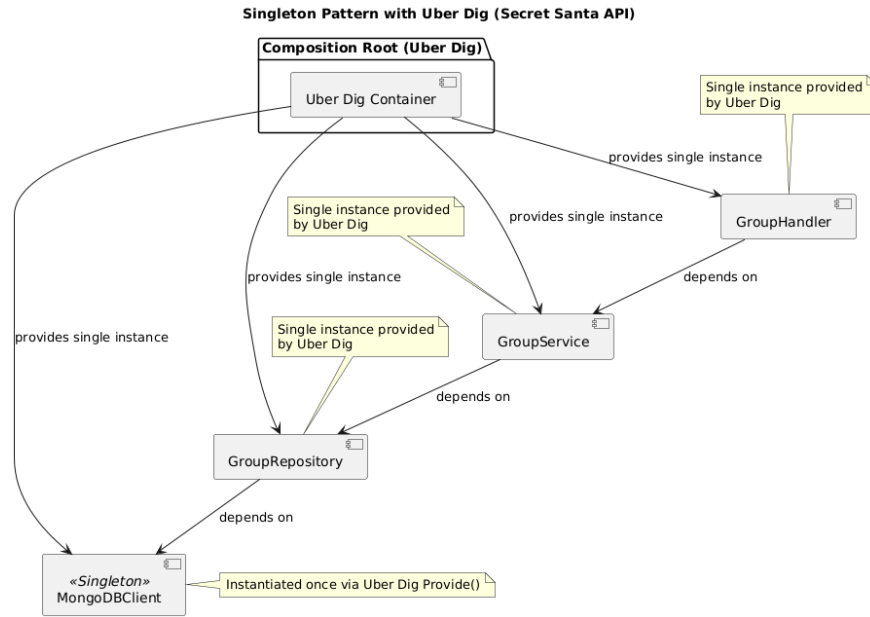 Singleton Pattern with Uber Dig (Secret Santa API)
Composition Root (Uber Dig)
Uber Dig Container
Single instance provided
by Uber Dig
provides single instance
GroupHandler
Single instance provided
by Uber Dig
provides single instance
provides single instance
depends on
Single instance provided
by Uber Dig
GroupService
provides single instance
depends on
GroupRepository
depends on
«Singleton»
MongoDBClient
Instantiated once via Uber Dig Provide()